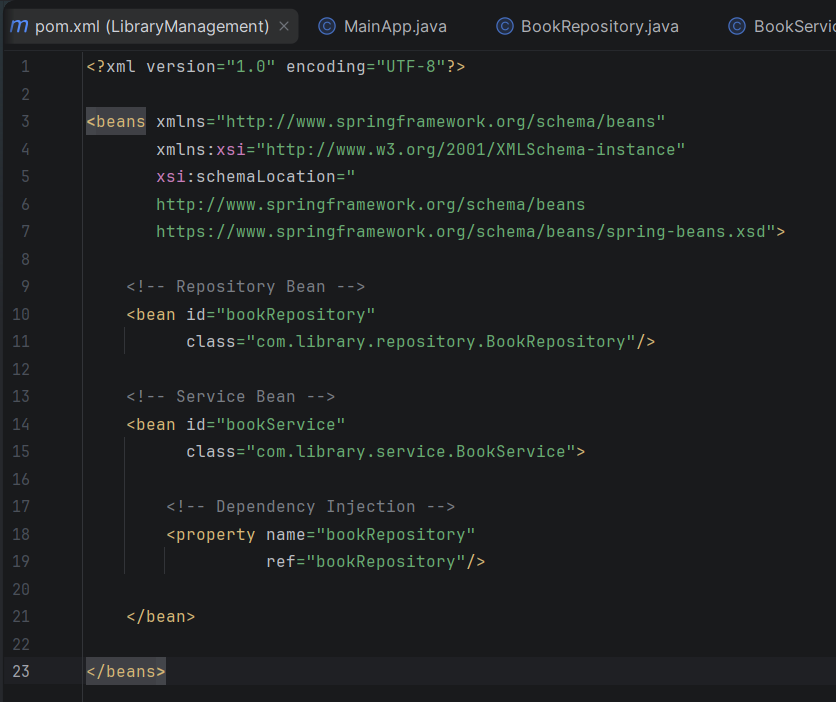 pom.xml (LibraryManagement)
MainApp.java
BookRepository.java
1 <?xml version="1.0" encoding="UTF-8"?>
2
3 <beans xmlns="http://www.springframework.org/schema/beans"
4 xmlns:xsi="http://www.w3.org/2001/XMLSchema-instance"
5 xsi:schemaLocation="
6 http://www.springframework.org/schema/beans
7 https://www.springframework.org/schema/beans/spring-beans.xsd">
8
9 <!-- Repository Bean -->
10 <bean id="bookRepository"
11 class="com.library.repository.BookRepository"/>
12
13 <!-- Service Bean -->
14 <bean id="bookService"
15 class="com.library.service.BookService">
16
17 <!-- Dependency Injection -->
18 <property name="bookRepository"
19 ref="bookRepository"/>
20
21 </bean>
22
23 </beans>